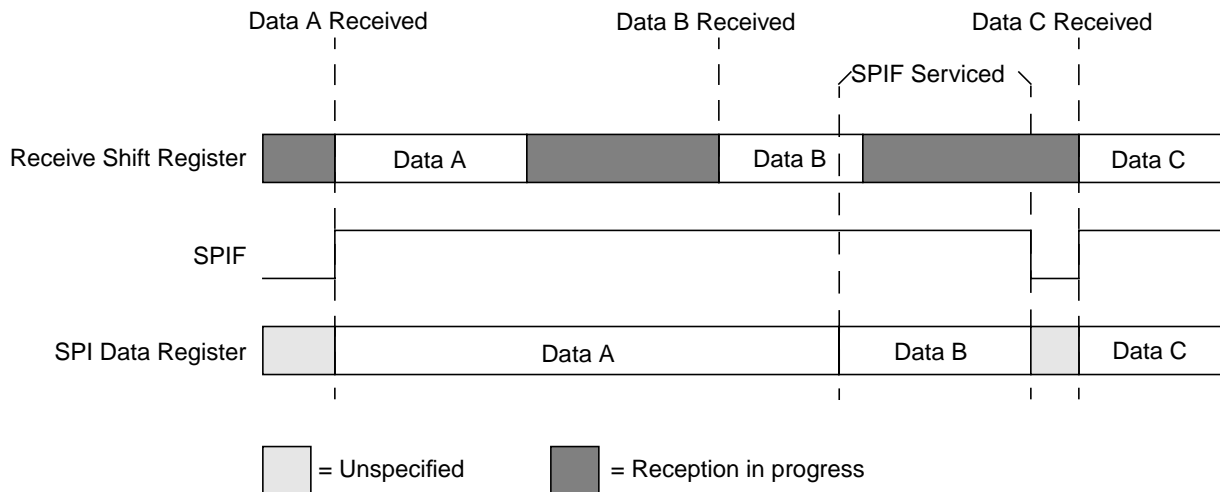 Data A Received
Data B Received
Data C Received
SPIF Serviced
Receive Shift Register
Data A
Data B
Data C
SPIF
SPI Data Register
Data A
Data B
Data C
= Unspecified
= Reception in progress